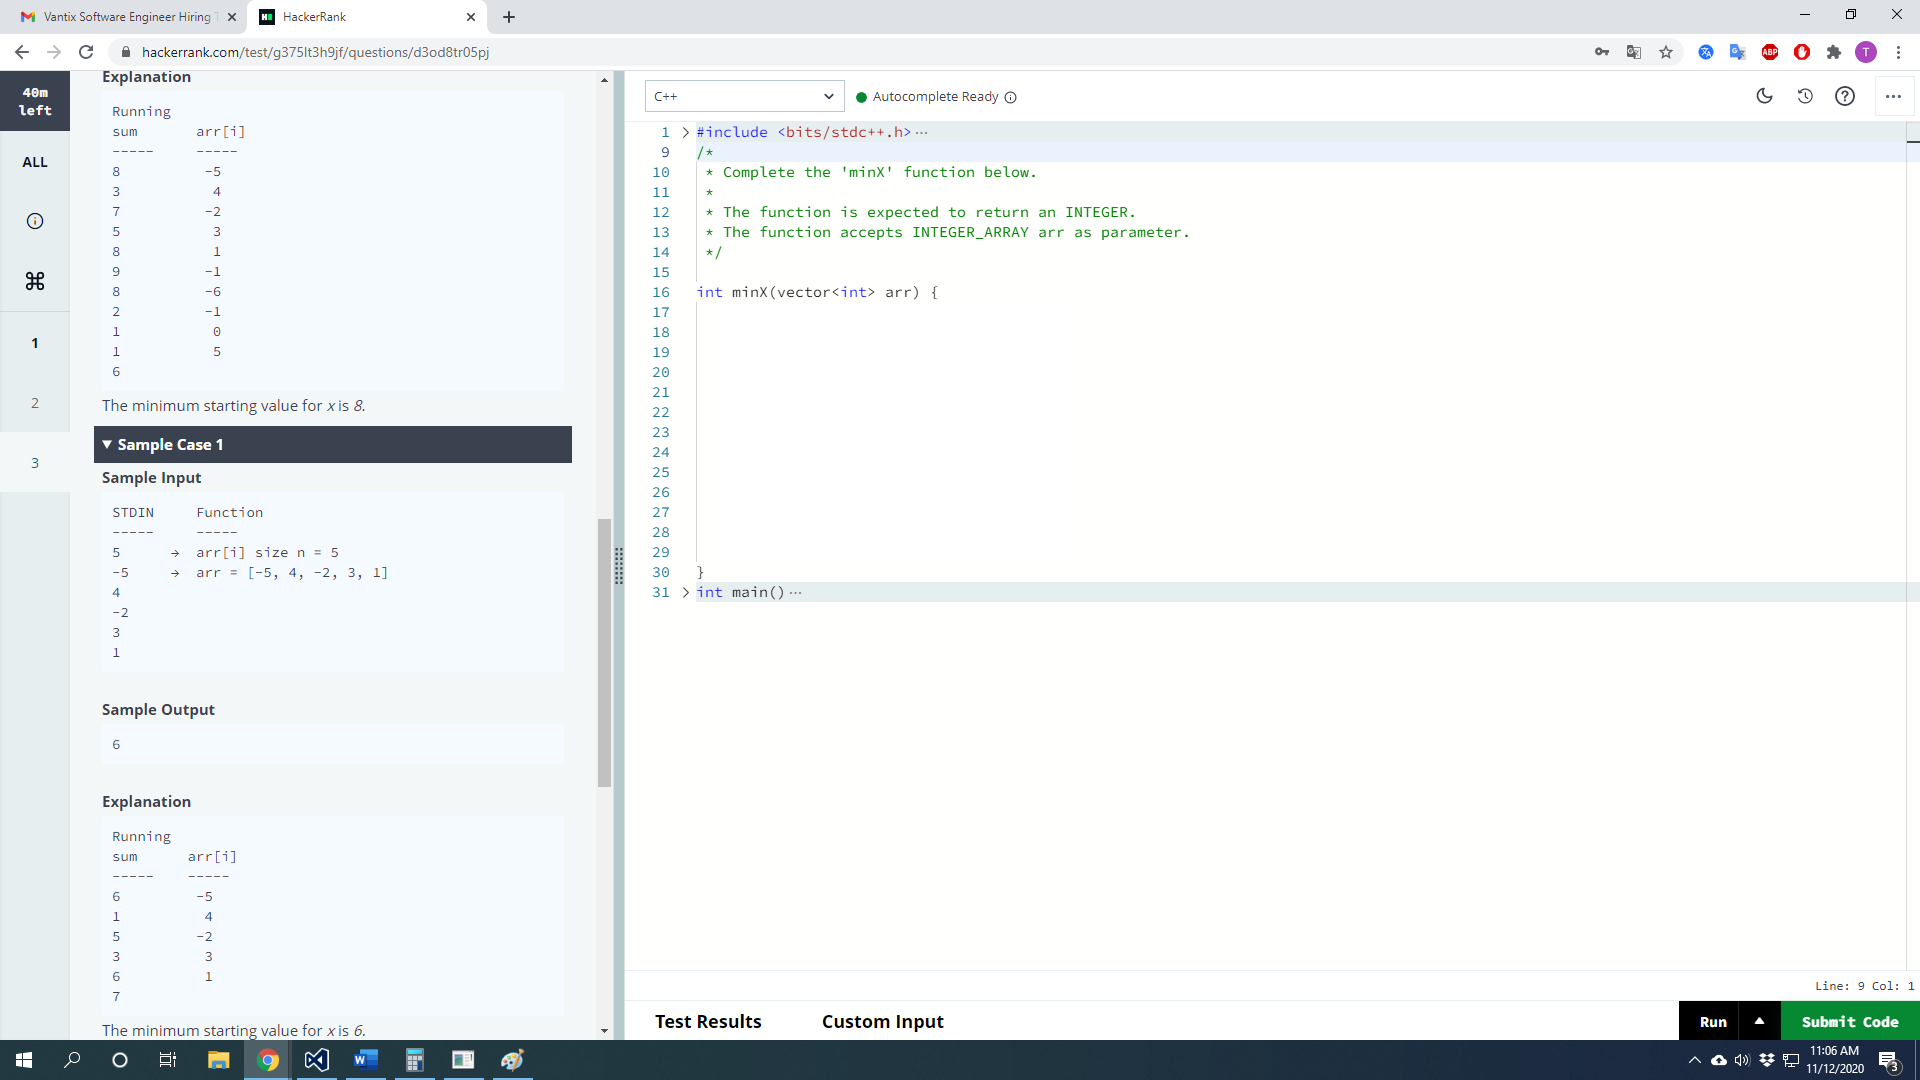 Vantix Software Engineer Hiring T
HackerRank
hackerrank.com/test/g375lt3h9jf/questions/d3od8tr05pj
ABP
T
40m
left
ALL
1
2
3
Explanation
Running
sum arr[i]
----- -----
8 -5
3 4
7 -2
5 3
8 1
9 -1
8 -6
2 -1
1 0
1 5
6
The minimum starting value for x is 8.
Sample Case 1
Sample Input
STDIN Function
----- -----
5 → arr[i] size n = 5
-5 → arr = [-5, 4, -2, 3, 1]
4
-2
3
1
Sample Output
6
Explanation
Running
sum arr[i]
----- -----
6 -5
1 4
5 -2
3 3
6 1
7
The minimum starting value for x is 6.
C++
Autocomplete Ready
1 #include <bits/stdc++.h>···
9 /*
10 * Complete the 'minX' function below.
11 *
12 * The function is expected to return an INTEGER.
13 * The function accepts INTEGER_ARRAY arr as parameter.
14 */
15
16 int minX(vector<int> arr) {
17
18
19
20
21
22
23
24
25
26
27
28
29
30 }
31 int main()···
Line: 9 Col: 1
Test Results
Custom Input
Run
Submit Code
11:06 AM
11/12/2020
3